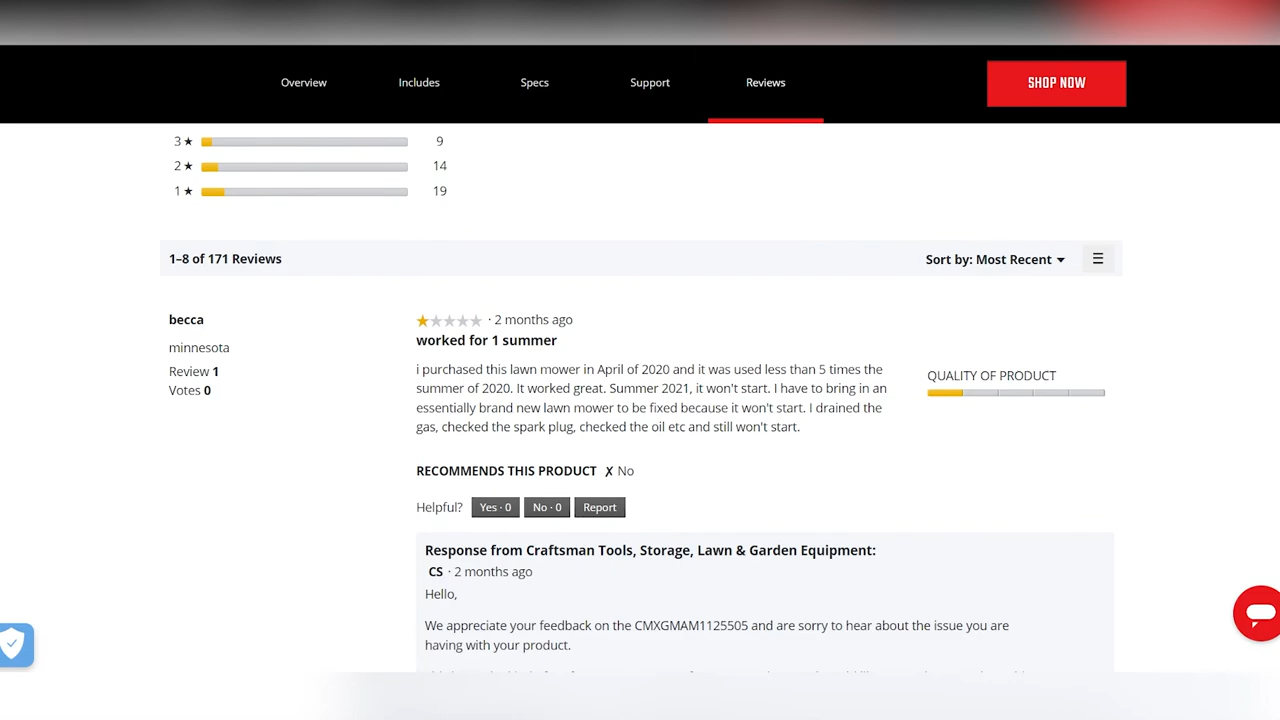 Overview Includes Specs Support Reviews SHOP NOW
3 ★ 9
2 ★ 14
1 ★ 19
1–8 of 171 Reviews Sort by: Most Recent
becca
minnesota
Review 1
Votes 0
· 2 months ago
worked for 1 summer
i purchased this lawn mower in April of 2020 and it was used less than 5 times the
summer of 2020. It worked great. Summer 2021, it won't start. I have to bring in an
essentially brand new lawn mower to be fixed because it won't start. I drained the
gas, checked the spark plug, checked the oil etc and still won't start.
QUALITY OF PRODUCT
RECOMMENDS THIS PRODUCT ✗ No
Helpful? Yes · 0 No · 0 Report
Response from Craftsman Tools, Storage, Lawn & Garden Equipment:
CS · 2 months ago
Hello,
We appreciate your feedback on the CMXGMAM1125505 and are sorry to hear about the issue you are
having with your product.